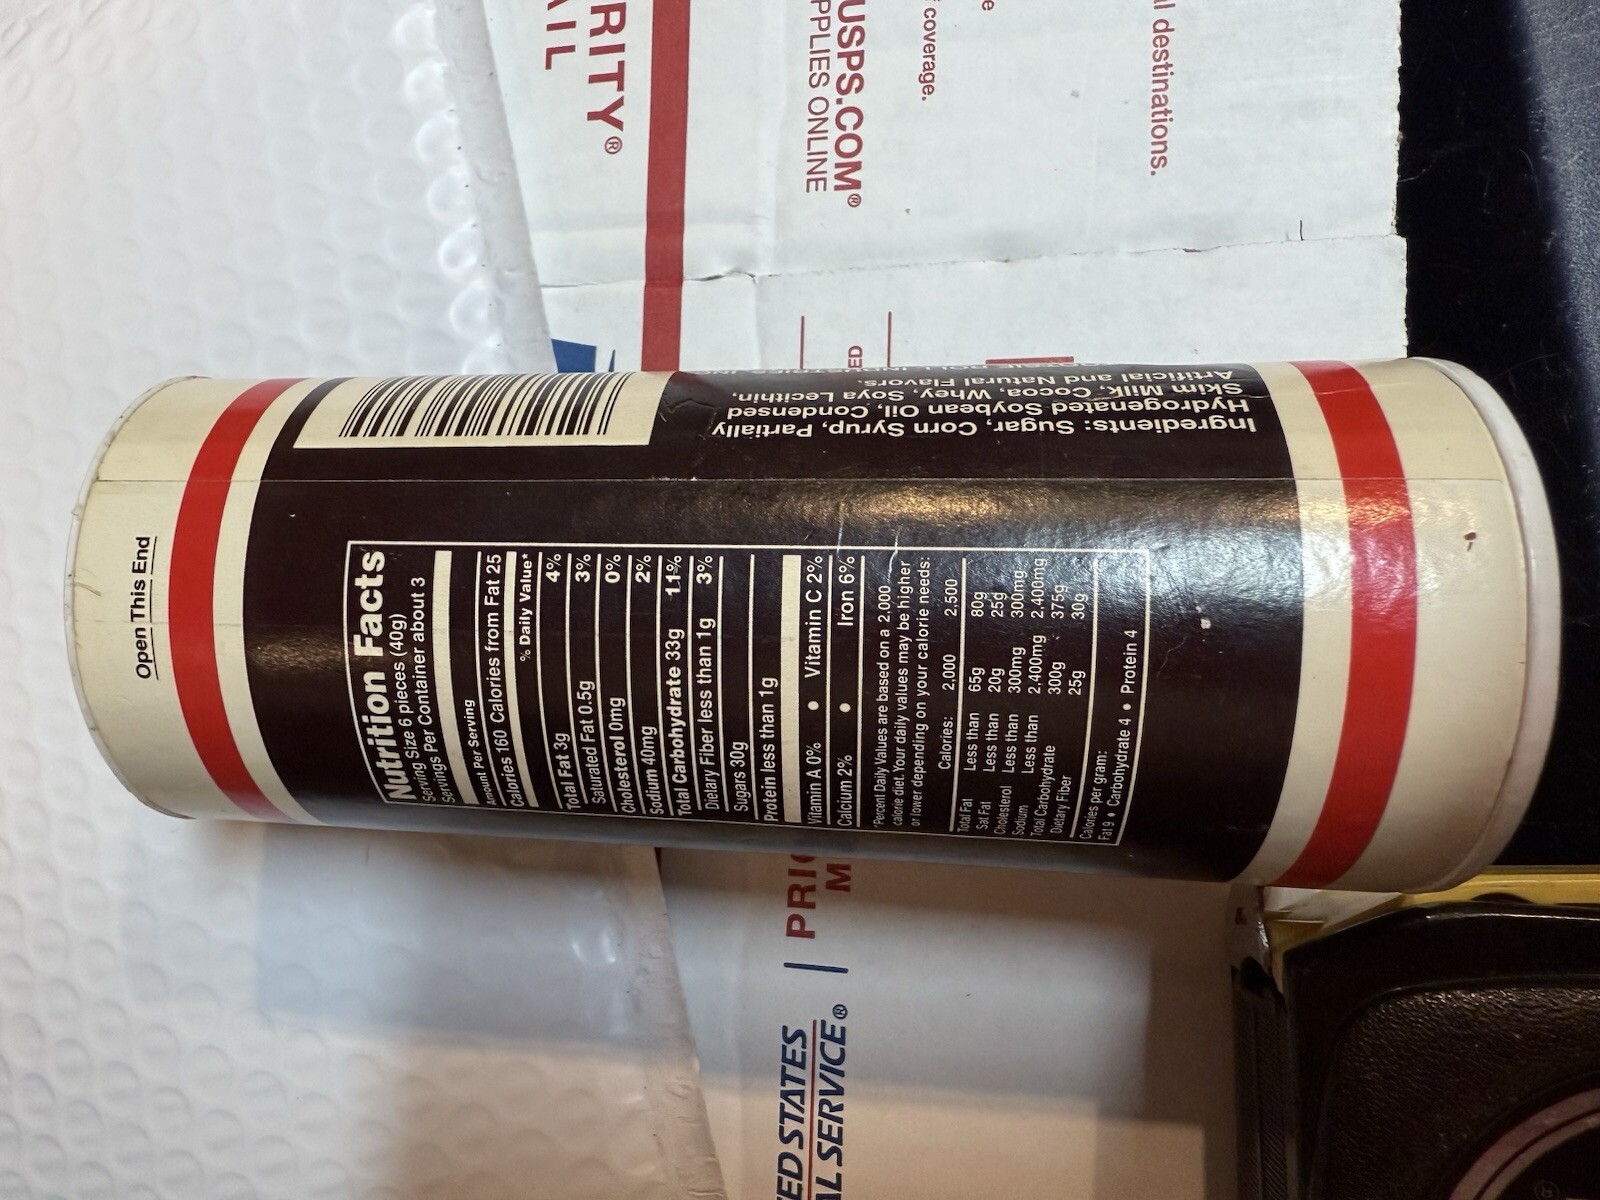 Open This End
Nutrition Facts
Serving Size 6 pieces (40g)
Servings Per Container about 3
Amount Per Serving
Calories 160 Calories from Fat 25
% Daily Value*
Total Fat 3g 4%
Saturated Fat 0.5g 3%
Cholesterol 0mg 0%
Sodium 40mg 2%
Total Carbohydrate 33g 11%
Dietary Fiber less than 1g 3%
Sugars 30g
Protein less than 1g
Vitamin A 0% • Vitamin C 2%
Calcium 2% • Iron 6%
*Percent Daily Values are based on a 2,000
calorie diet. Your daily values may be higher
or lower depending on your calorie needs:
Calories: 2,000 2,500
Total Fat Less than 65g 80g
Sat Fat Less than 20g 25g
Cholesterol Less than 300mg 300mg
Sodium Less than 2,400mg 2,400mg
Total Carbohydrate 300g 375g
Dietary Fiber 25g 30g
Calories per gram:
Fat 9 • Carbohydrate 4 • Protein 4
Ingredients: Sugar, Corn Syrup, Partially
Hydrogenated Soybean Oil, Condensed
Skim Milk, Cocoa, Whey, Soya Lecithin,
Artificial and Natural Flavors.
RITY®
AIL
USPS.COM®
PPLIES ONLINE
coverage.
e
al destinations.
ED
PRIO
M
ED STATES
AL SERVICE®